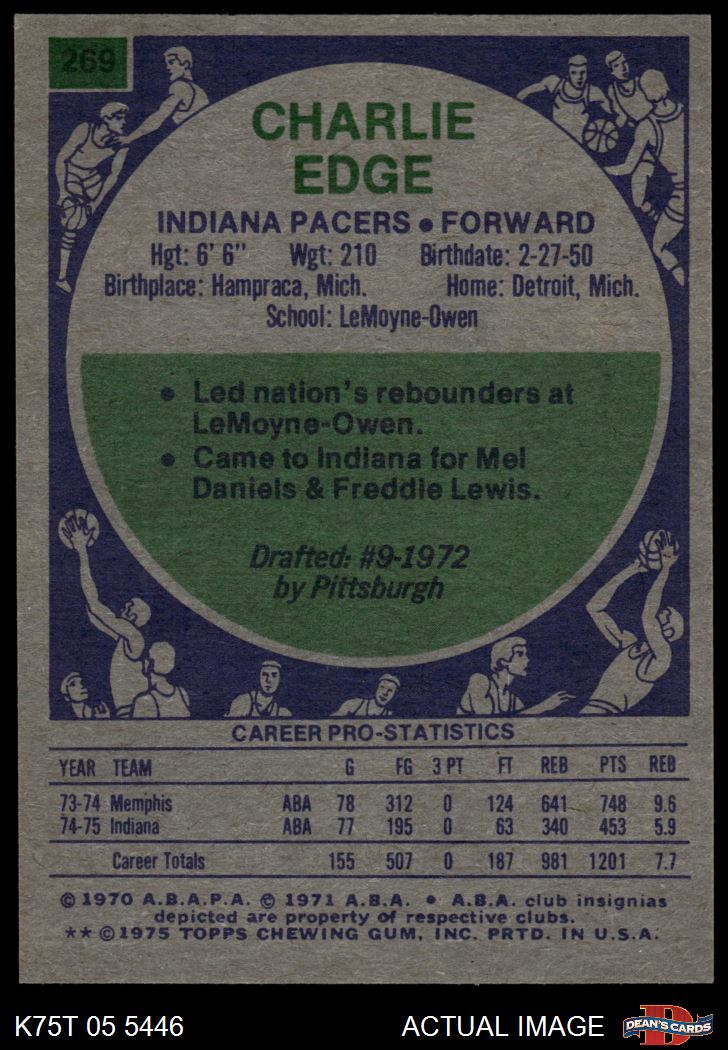 269
CHARLIE
EDGE
INDIANA PACERS • FORWARD
Hgt: 6' 6" Wgt: 210 Birthdate: 2-27-50
Birthplace: Hampraca, Mich. Home: Detroit, Mich.
School: LeMoyne-Owen
• Led nation's rebounders at
LeMoyne-Owen.
• Came to Indiana for Mel
Daniels & Freddie Lewis.
Drafted: #9-1972
by Pittsburgh
CAREER PRO-STATISTICS
YEAR TEAM G FG 3 PT FT REB PTS REB
73-74 Memphis ABA 78 312 0 124 641 748 9.6
74-75 Indiana ABA 77 195 0 63 340 453 5.9
Career Totals 155 507 0 187 981 1201 7.7
© 1970 A.B.A.P.A. © 1971 A.B.A. • A.B.A. club insignias
depicted are property of respective clubs.
** © 1975 TOPPS CHEWING GUM, INC. PRTD. IN U.S.A.
K75T 05 5446 ACTUAL IMAGE D DEAN'S CARDS